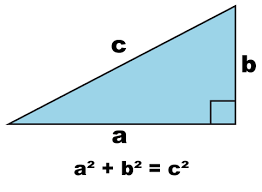 c
b
a
a² + b² = c²